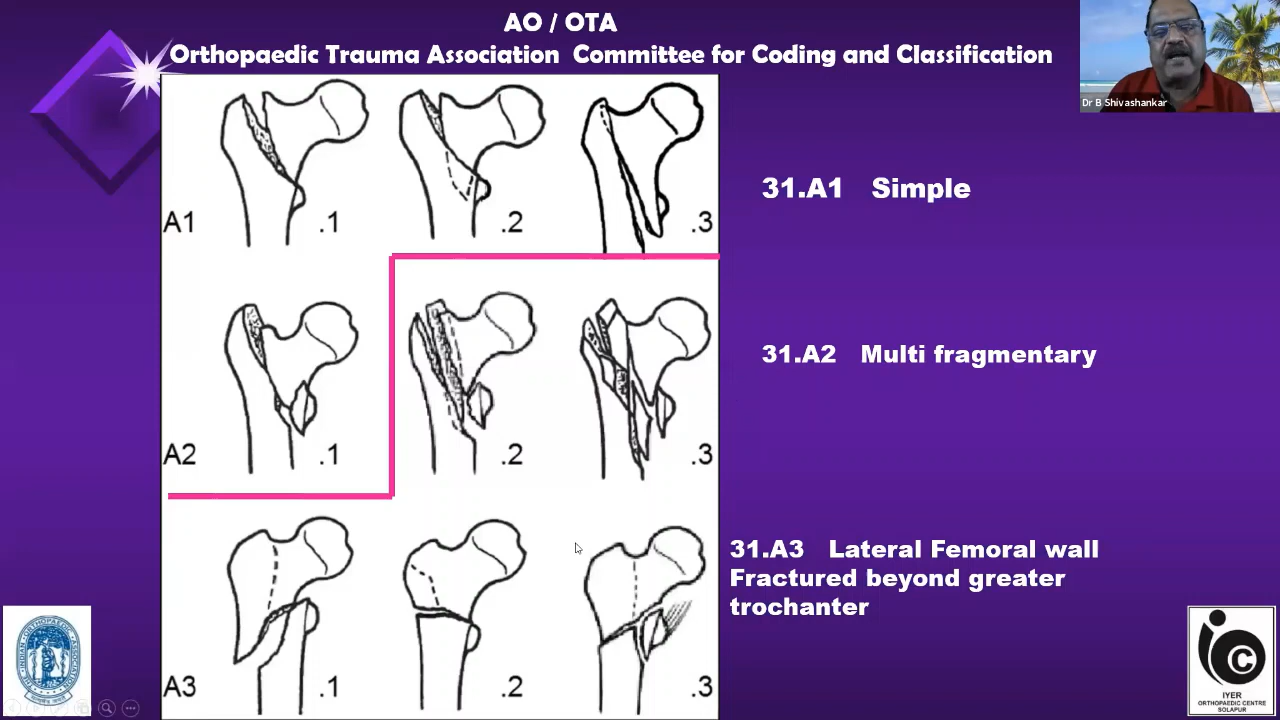 AO / OTA
Orthopaedic Trauma Association Committee for Coding and Classification
Dr B Shivashankar
A1 .1 .2 .3
31.A1 Simple
A2 .1 .2 .3
31.A2 Multi fragmentary
A3 .1 .2 .3
31.A3 Lateral Femoral wall
Fractured beyond greater
trochanter
IYER
ORTHOPAEDIC CENTRE
SOLAPUR